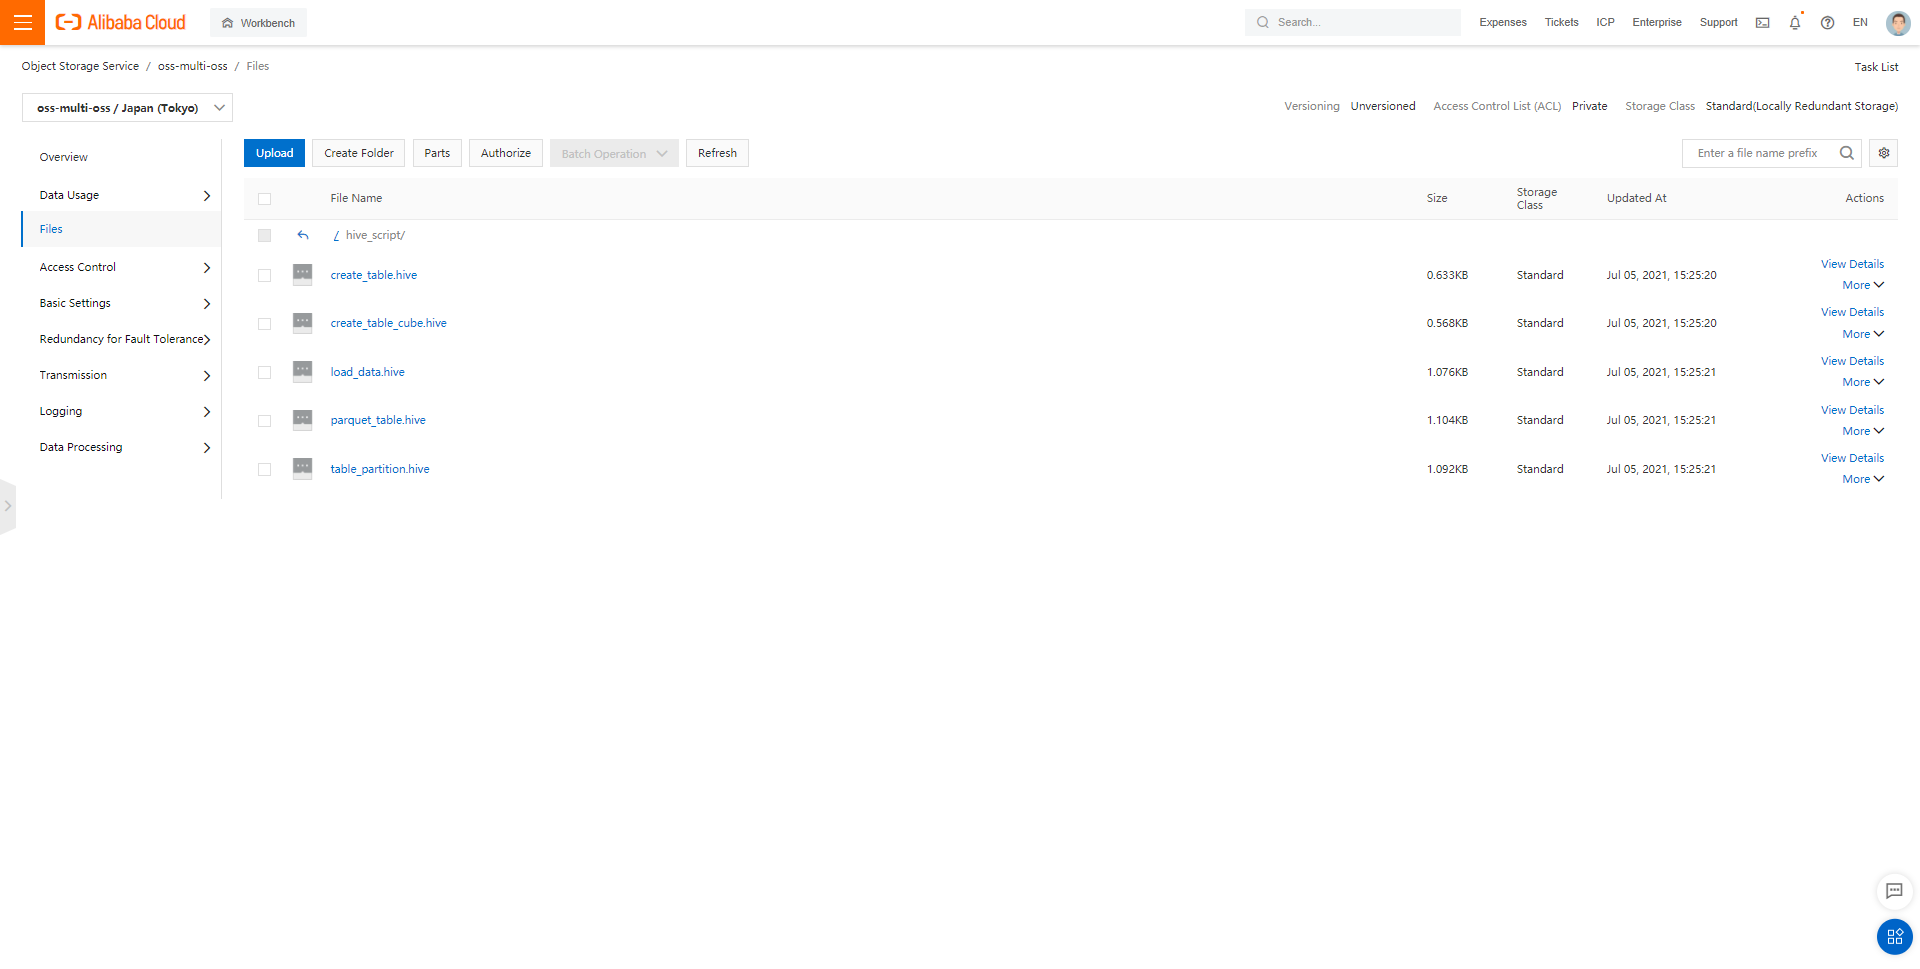 Alibaba Cloud Workbench Search... Expenses Tickets ICP Enterprise Support EN
Object Storage Service / oss-multi-oss / Files Task List
oss-multi-oss / Japan (Tokyo) Versioning Unversioned Access Control List (ACL) Private Storage Class Standard(Locally Redundant Storage)
Overview
Data Usage
Files
Access Control
Basic Settings
Redundancy for Fault Tolerance
Transmission
Logging
Data Processing
Upload Create Folder Parts Authorize Batch Operation Refresh Enter a file name prefix
File Name Size Storage Class Updated At Actions
/ hive_script/
create_table.hive 0.633KB Standard Jul 05, 2021, 15:25:20 View Details
More
create_table_cube.hive 0.568KB Standard Jul 05, 2021, 15:25:20 View Details
More
load_data.hive 1.076KB Standard Jul 05, 2021, 15:25:21 View Details
More
parquet_table.hive 1.104KB Standard Jul 05, 2021, 15:25:21 View Details
More
table_partition.hive 1.092KB Standard Jul 05, 2021, 15:25:21 View Details
More